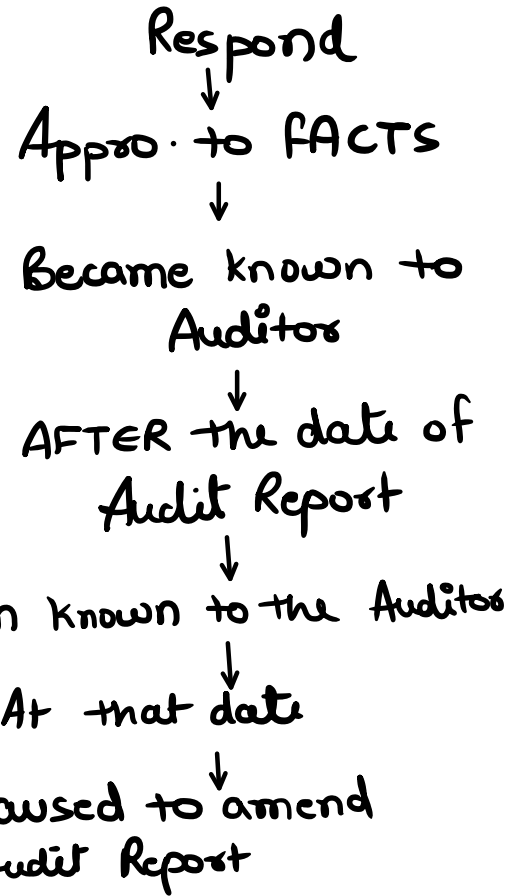 Respond
Appro. to FACTS
Became known to
Auditor
AFTER the date of
Audit Report
known to the Auditor
At that date
to amend
Report